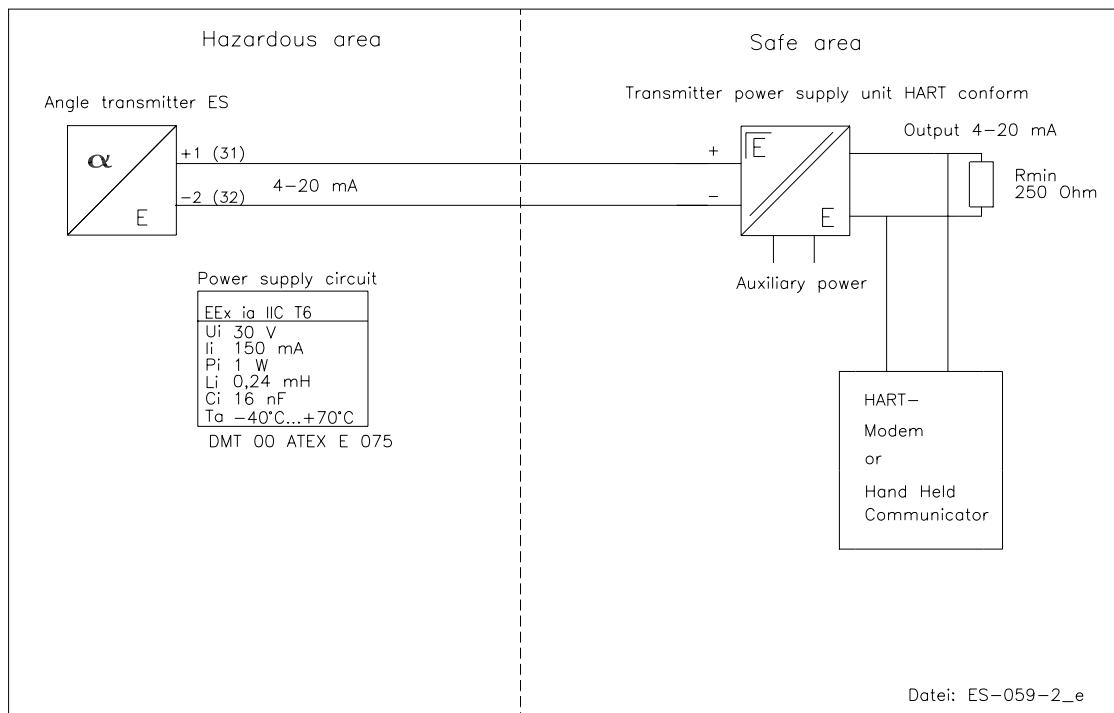 Hazardous area
Safe area
Angle transmitter ES
Transmitter power supply unit HART conform
Output 4-20 mA
α
E
+1 (31)
4-20 mA
-2 (32)
+
-
E
E
Rmin
250 Ohm
Auxiliary power
Power supply circuit
EEx ia IIC T6
Ui 30 V
Ii 150 mA
Pi 1 W
Li 0,24 mH
Ci 16 nF
Ta -40°C...+70°C
DMT 00 ATEX E 075
HART-
Modem
or
Hand Held
Communicator
Datei: ES-059-2_e